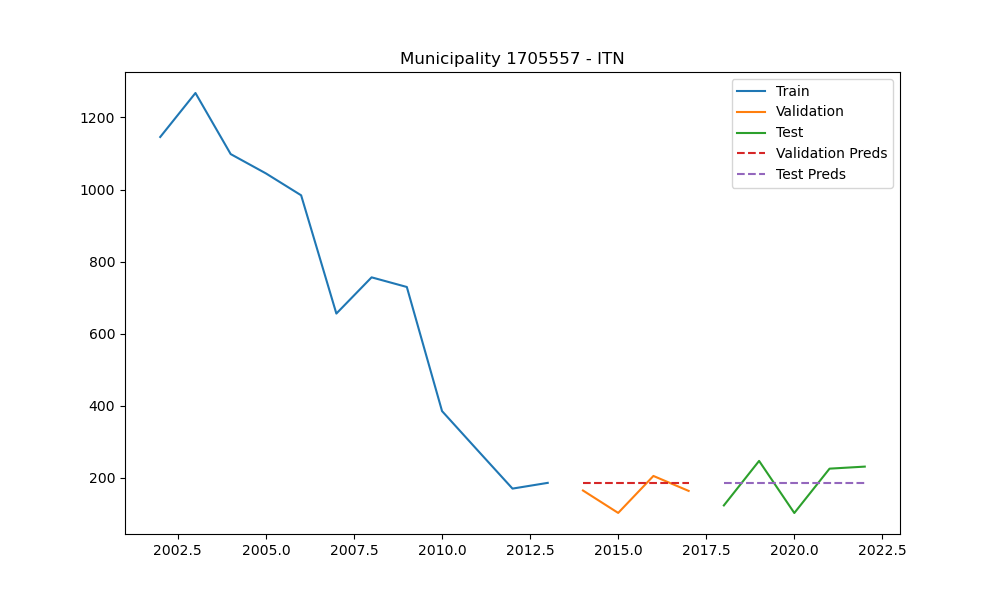 Municipality 1705557 - ITN
Train
Validation
Test
Validation Preds
Test Preds
1200
1000
800
600
400
200
2002.5 2005.0 2007.5 2010.0 2012.5 2015.0 2017.5 2020.0 2022.5